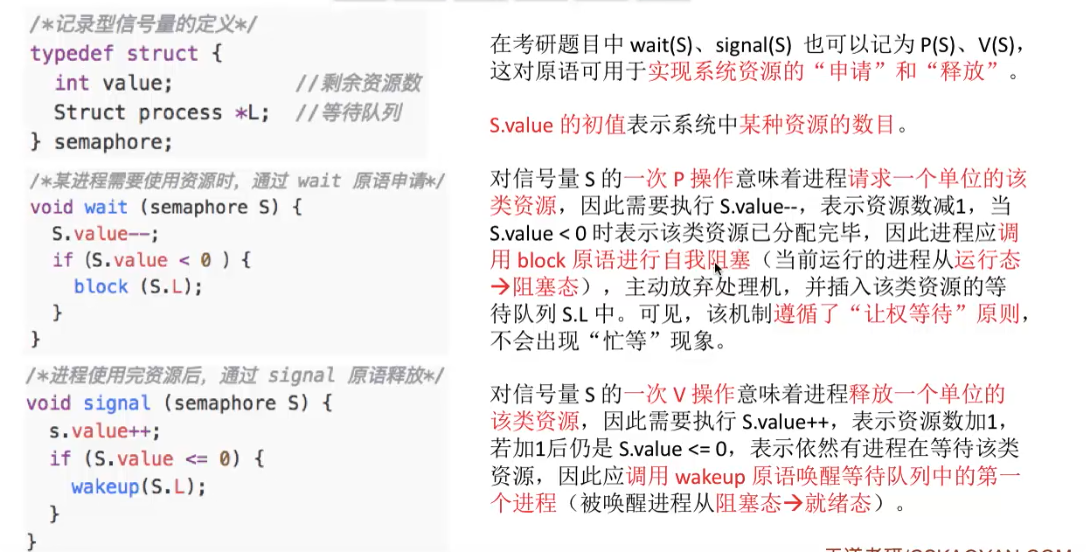 /*记录型信号量的定义*/
typedef struct {
int value; //剩余资源数
Struct process *L; //等待队列
} semaphore;
/*某进程需要使用资源时，通过 wait 原语申请*/
void wait (semaphore S) {
S.value--;
if (S.value < 0 ) {
block (S.L);
}
}
/*进程使用完资源后，通过 signal 原语释放*/
void signal (semaphore S) {
s.value++;
if (S.value <= 0) {
wakeup(S.L);
}
}
在考研题目中 wait(S)、signal(S) 也可以记为 P(S)、V(S)，
这对原语可用于实现系统资源的“申请”和“释放”。
S.value 的初值表示系统中某种资源的数目。
对信号量 S 的一次 P 操作意味着进程请求一个单位的该
类资源，因此需要执行 S.value--，表示资源数减1，当
S.value < 0 时表示该类资源已分配完毕，因此进程应调
用 block 原语进行自我阻塞（当前运行的进程从运行态
→阻塞态），主动放弃处理机，并插入该类资源的等
待队列 S.L 中。可见，该机制遵循了“让权等待”原则，
不会出现“忙等”现象。
对信号量 S 的一次 V 操作意味着进程释放一个单位的
该类资源，因此需要执行 S.value++，表示资源数加1，
若加1后仍是 S.value <= 0，表示依然有进程在等待该类
资源，因此应调用 wakeup 原语唤醒等待队列中的第一
个进程（被唤醒进程从阻塞态→就绪态）。